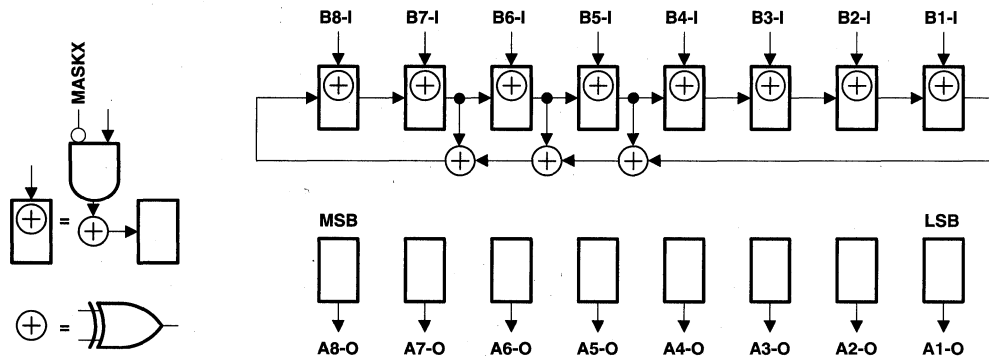 B8-I B7-I B6-I B5-I B4-I B3-I B2-I B1-I
MASKX
=
MSB LSB
=
A8-O A7-O A6-O A5-O A4-O A3-O A2-O A1-O